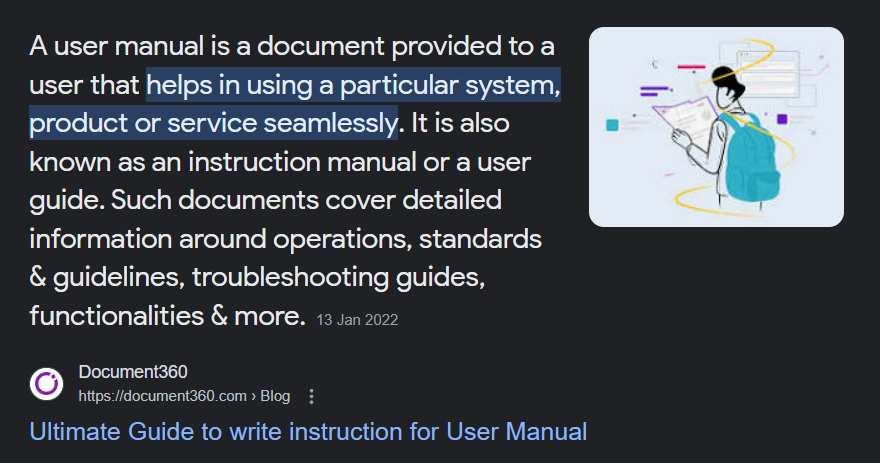 A user manual is a document provided to a
user that helps in using a particular system,
product or service seamlessly. It is also
known as an instruction manual or a user
guide. Such documents cover detailed
information around operations, standards
& guidelines, troubleshooting guides,
functionalities & more. 13 Jan 2022
Document360
https://document360.com › Blog
Ultimate Guide to write instruction for User Manual